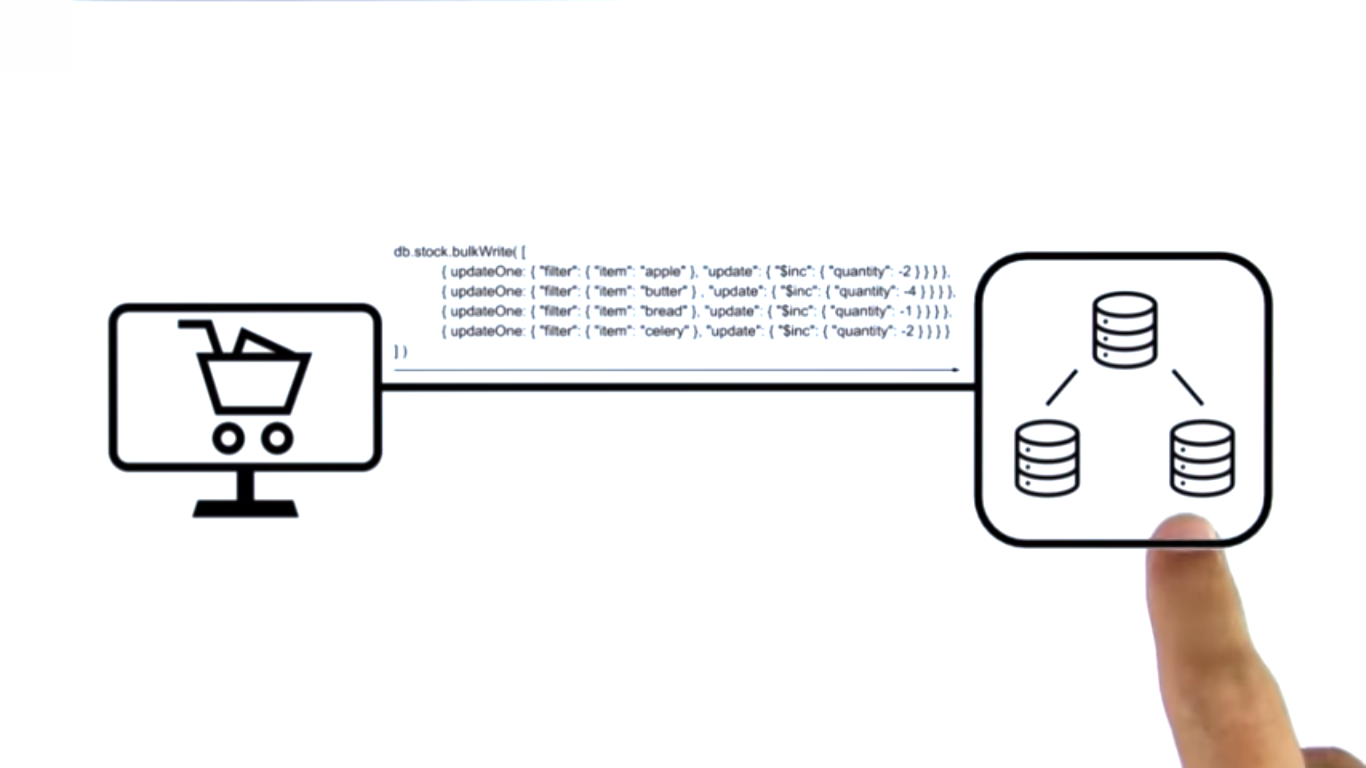 db.stock.bulkWrite( [
{ updateOne: { "filter": { "item": "apple" }, "update": { "$inc": { "quantity": -2 } } } },
{ updateOne: { "filter": { "item": "butter" } , "update": { "$inc": { "quantity": -4 } } } },
{ updateOne: { "filter": { "item": "bread" }, "update": { "$inc": { "quantity": -1 } } } },
{ updateOne: { "filter": { "item": "celery" }, "update": { "$inc": { "quantity": -2 } } } }
] )